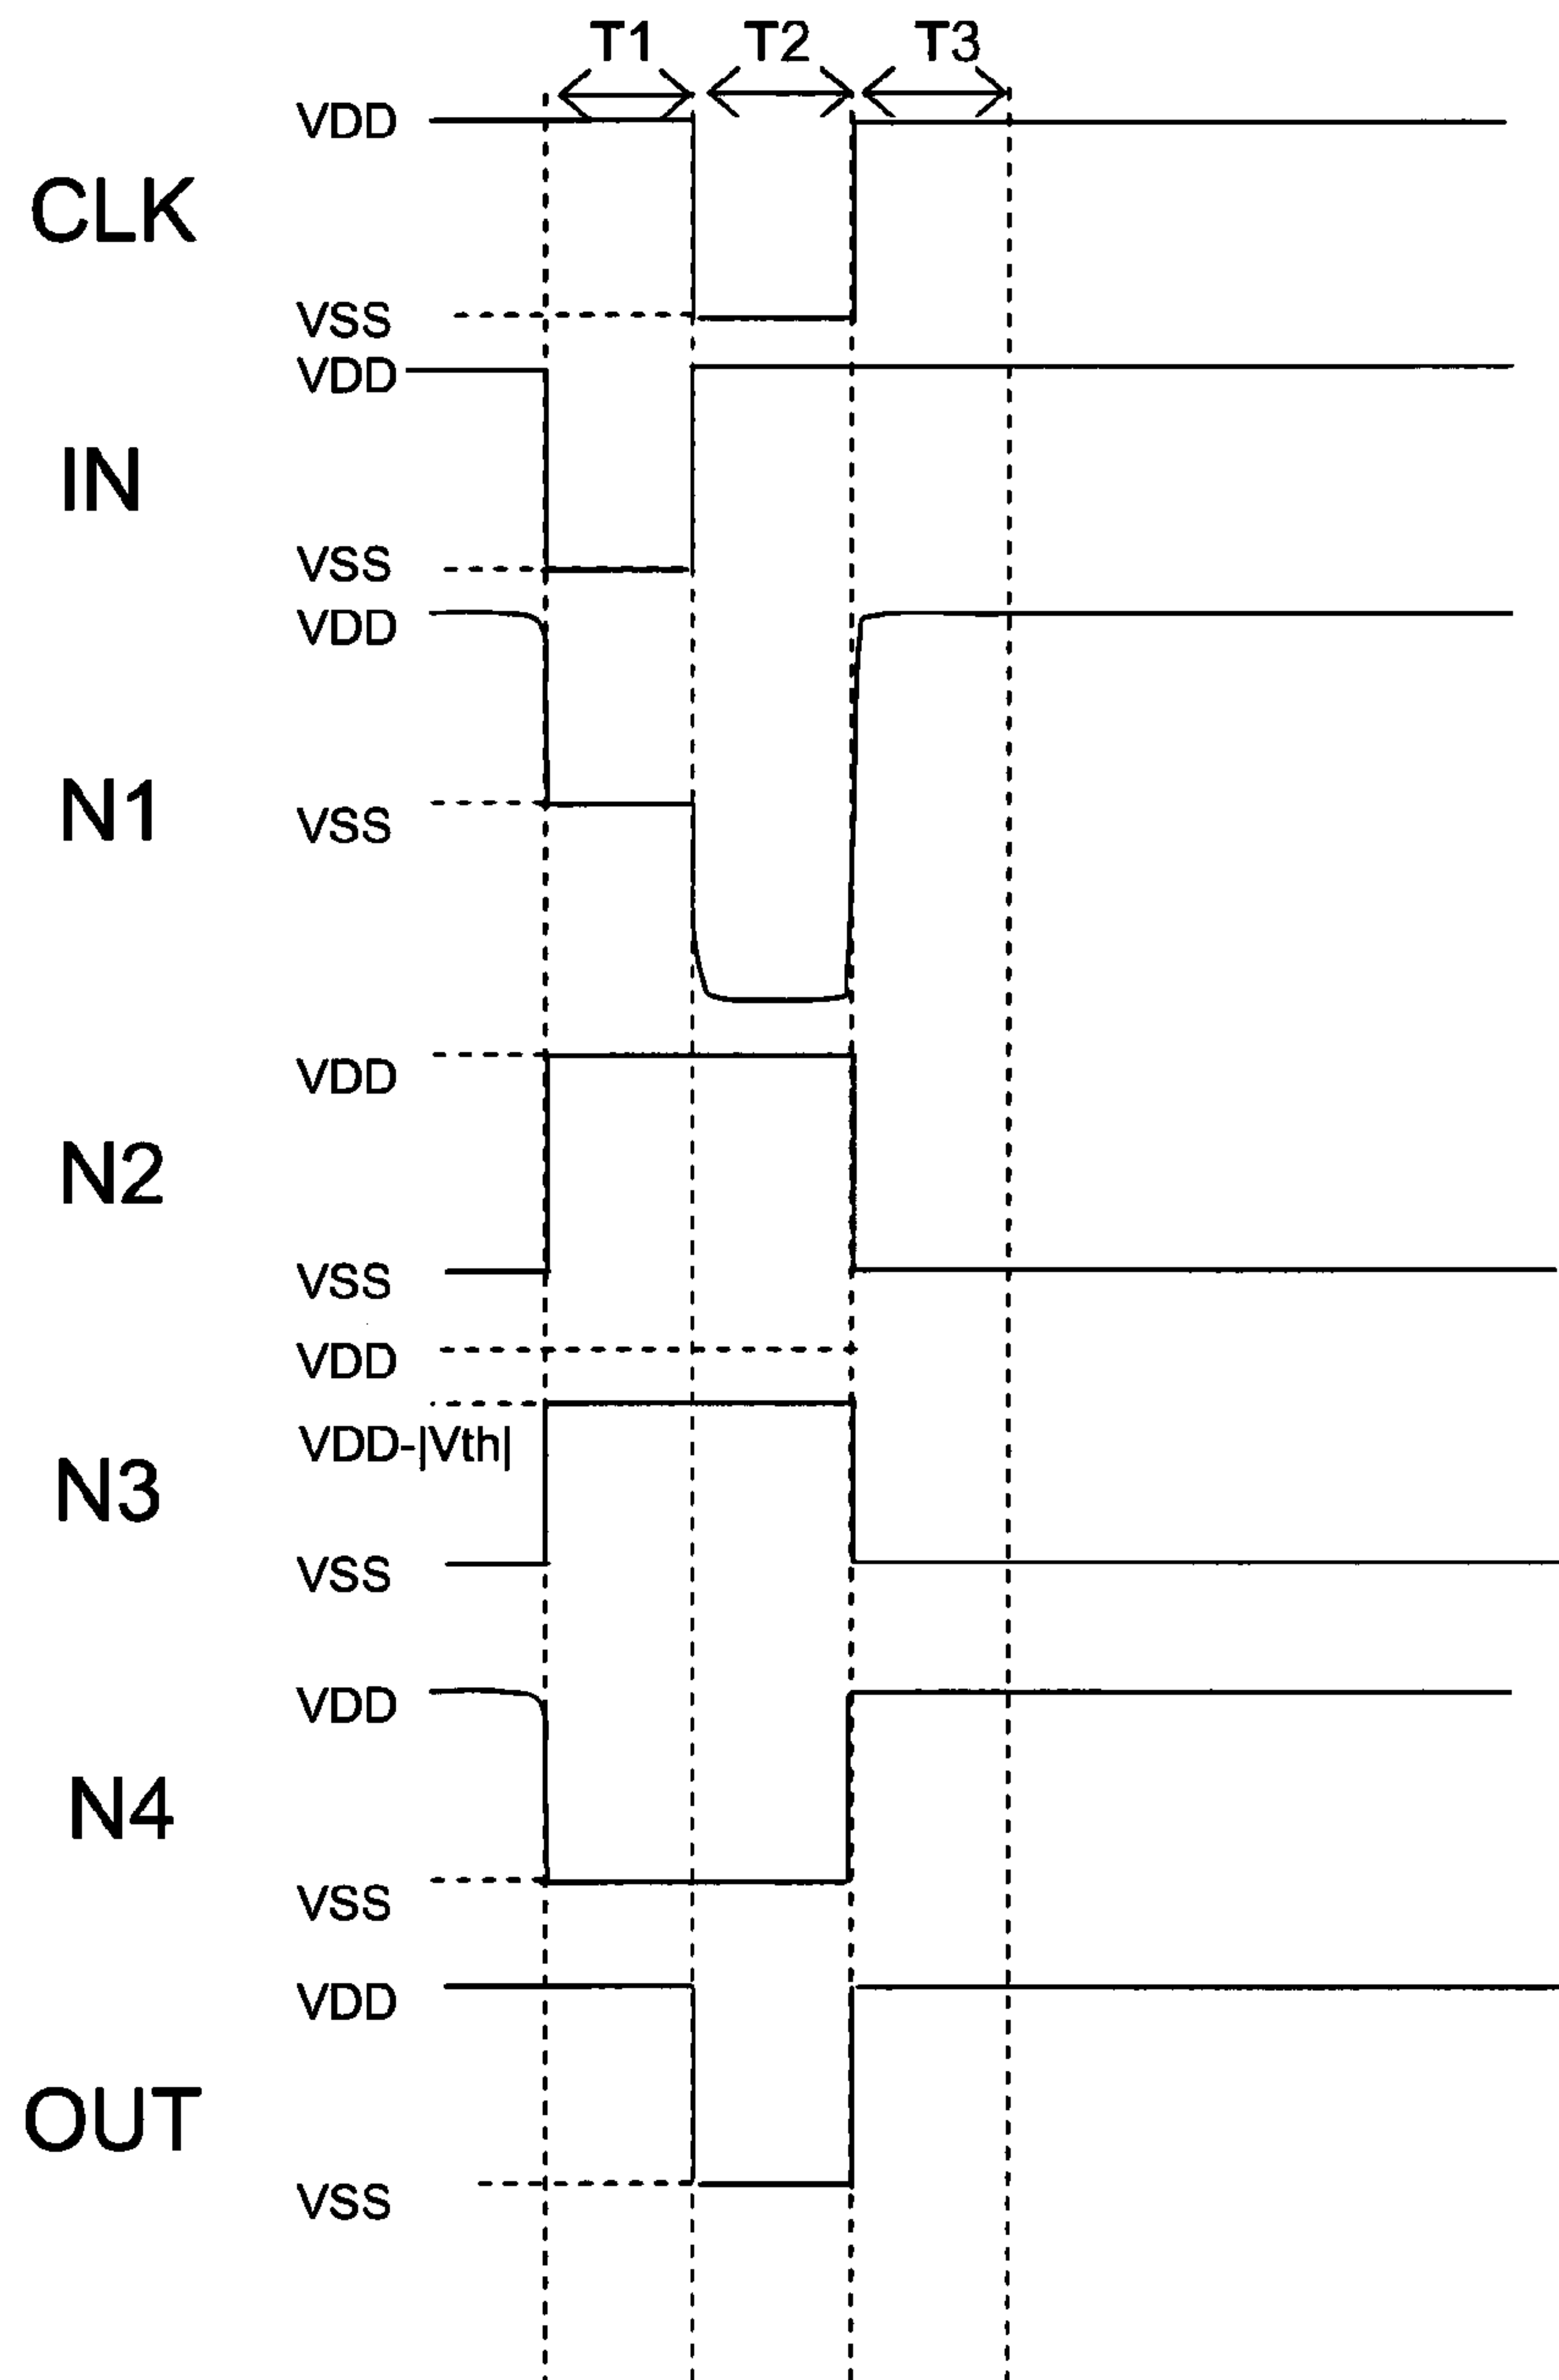 T1 T2 T3
VDD
CLK
VSS
VDD
IN
VSS
VDD
N1
VSS
VDD
N2
VSS
VDD
VDD-|Vth|
N3
VSS
VDD
N4
VSS
VDD
OUT
VSS